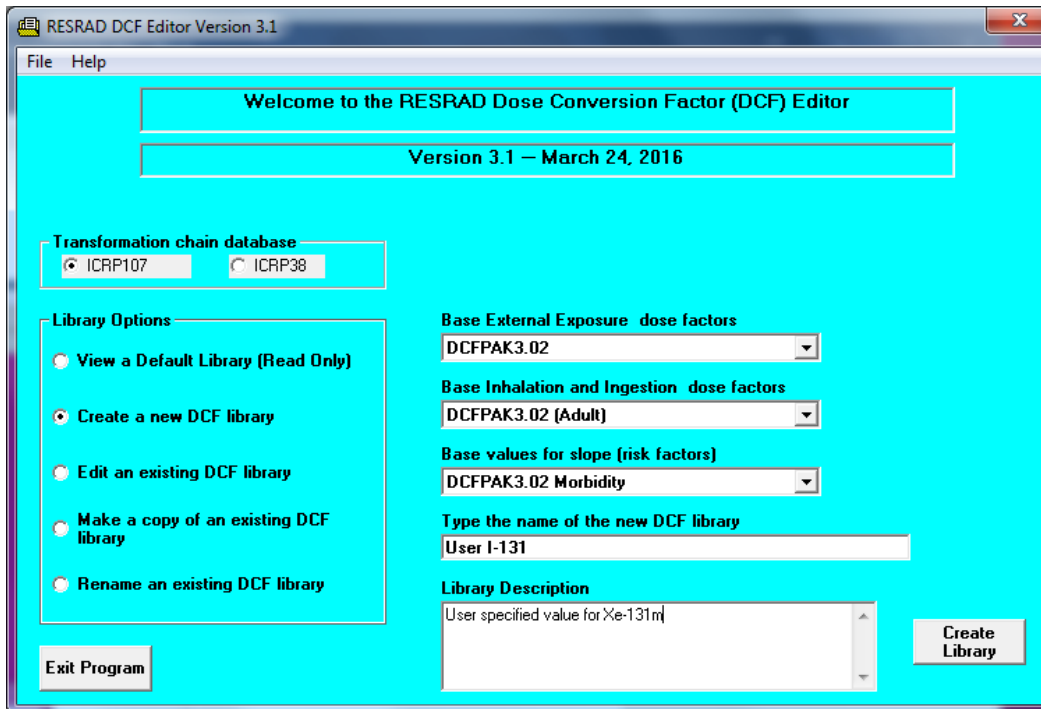 RESRAD DCF Editor Version 3.1
File Help
Welcome to the RESRAD Dose Conversion Factor (DCF) Editor
Version 3.1 -- March 24, 2016
Transformation chain database
ICRP107 ICRP38
Library Options
View a Default Library (Read Only)
Create a new DCF library
Edit an existing DCF library
Make a copy of an existing DCF
library
Rename an existing DCF library
Exit Program
Base External Exposure dose factors
DCFPAK3.02
Base Inhalation and Ingestion dose factors
DCFPAK3.02 (Adult)
Base values for slope (risk factors)
DCFPAK3.02 Morbidity
Type the name of the new DCF library
User I-131
Library Description
User specified value for Xe-131m
Create
Library